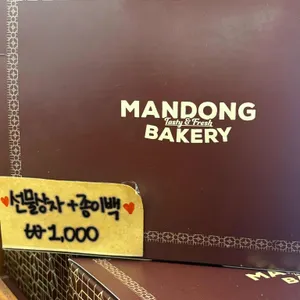 MANDONG
Tasty & Fresh
BAKERY
선물상자 + 종이백
₩ 1,000